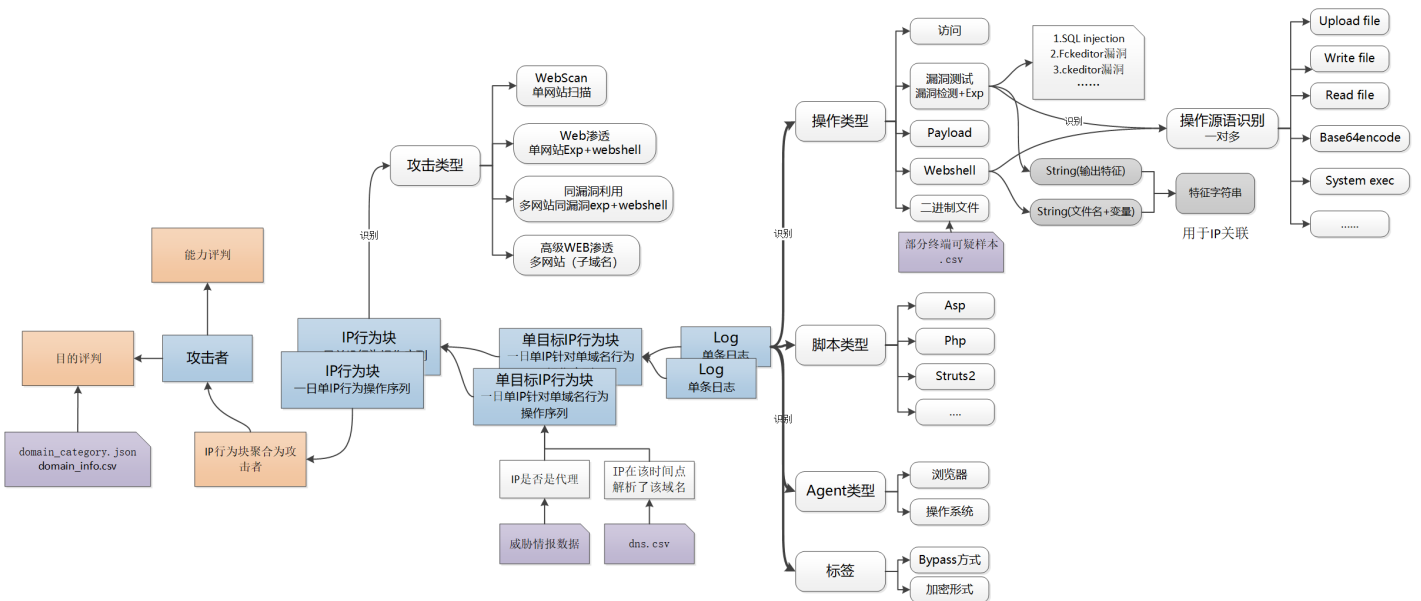 能力评判
目的评判
攻击者
domain_category.json
domain_info.csv
IP行为块聚合为攻
击者
攻击类型
识别
WebScan
单网站扫描
Web渗透
单网站Exp+webshell
同漏洞利用
多网站同漏洞exp+webshell
高级WEB渗透
多网站（子域名）
IP行为块
IP行为块
一日单IP行为操作序列
单目标IP行为块
一日单IP针对单域名行为
单目标IP行为块
一日单IP针对单域名行为
操作序列
Log
单条日志
Log
单条日志
IP是否是代理
IP在该时间点
解析了该域名
威胁情报数据
dns.csv
识别
识别
操作类型
访问
漏洞测试
漏洞检测+Exp
Payload
Webshell
二进制文件
部分终端可疑样本
.csv
1.SQL injection
2.Fckeditor漏洞
3.ckeditor漏洞
……
识别
操作源语识别
一对多
String(输出特征)
String(文件名+变量)
特征字符串
用于IP关联
Upload file
Write file
Read file
Base64encode
System exec
......
脚本类型
Asp
Php
Struts2
....
Agent类型
浏览器
操作系统
标签
Bypass方式
加密形式